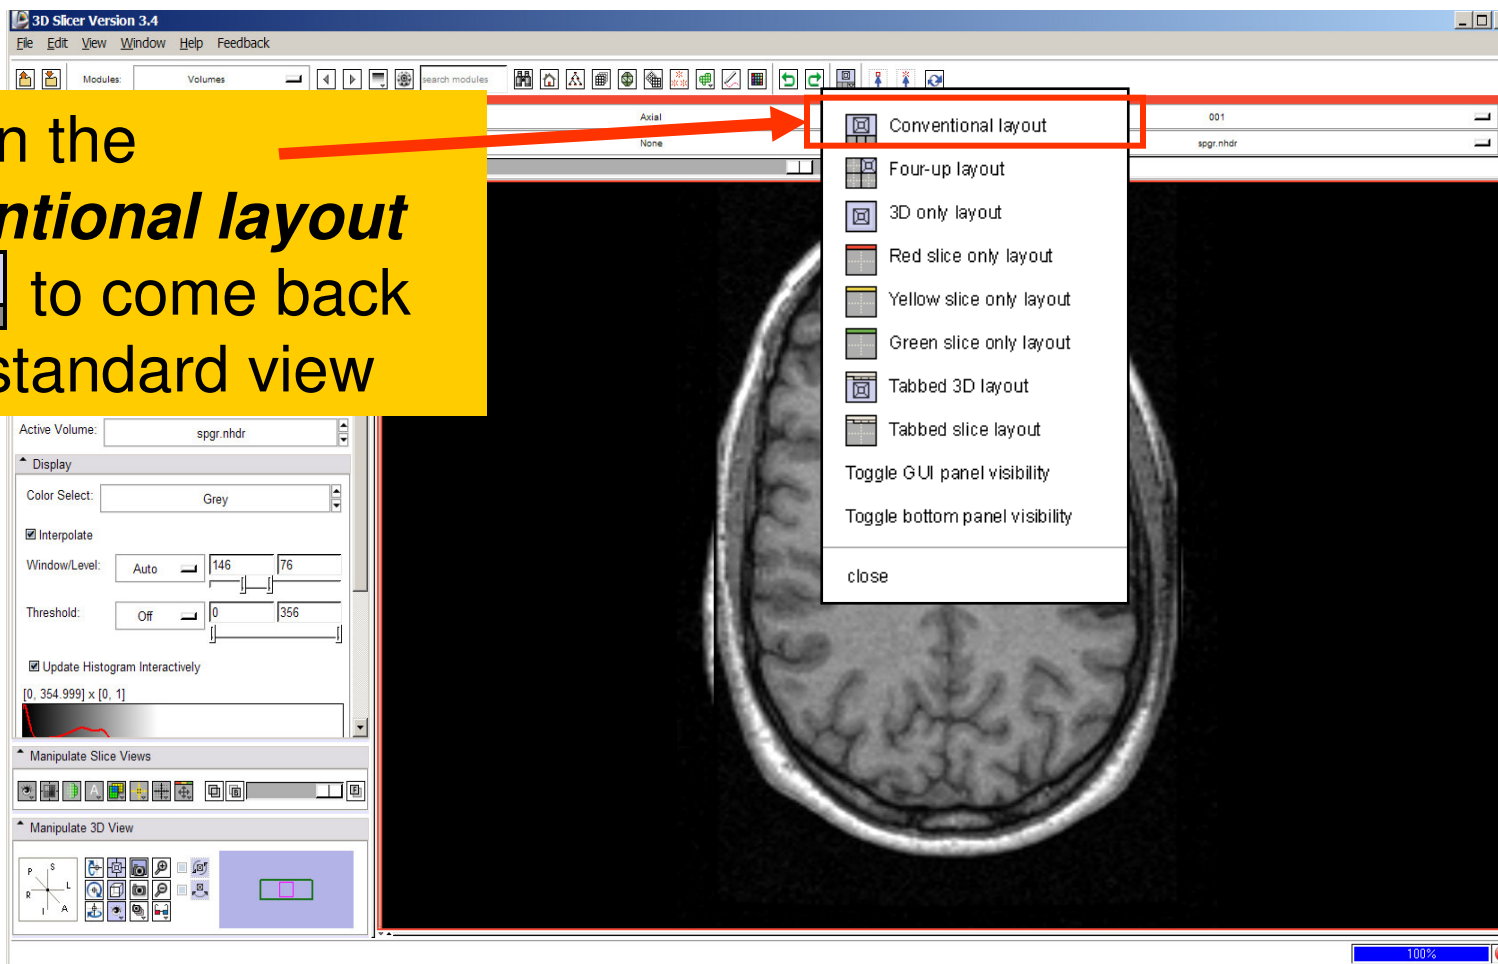 3D Slicer Version 3.4
File Edit View Window Help Feedback
Modules: Volumes search modules
n the
ntional layout
to come back
standard view
Axial 001
None spgr.nhdr
Conventional layout
Four-up layout
3D only layout
Red slice only layout
Yellow slice only layout
Green slice only layout
Tabbed 3D layout
Tabbed slice layout
Toggle GUI panel visibility
Toggle bottom panel visibility
close
Active Volume: spgr.nhdr
Display
Color Select: Grey
Interpolate
Window/Level: Auto 146 76
Threshold: Off 0 356
Update Histogram Interactively
[0, 354.999] x [0, 1]
Manipulate Slice Views
Manipulate 3D View
P S
R L
I A
100%